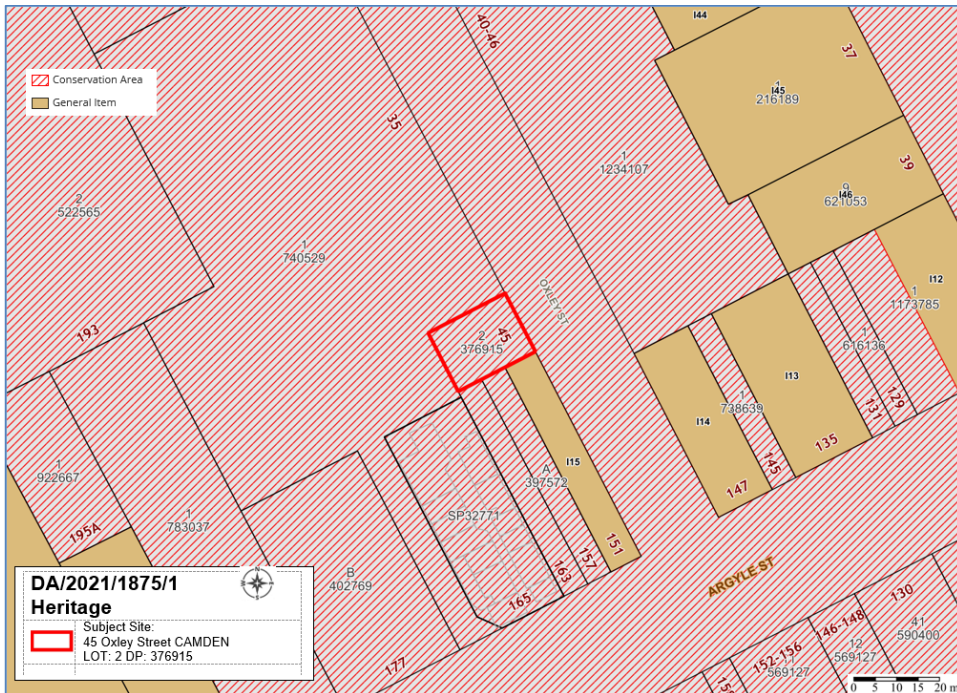 I44
40-46
37
Conservation Area
General Item
1
I45
216189
35
39
1
1234107
9
I46
621053
2
522565
1
740529
I12
1
1173785
OXLEY ST
193
45
2
376915
1
616136
I13
129
131
1
738639
I14
135
145
147
1
922667
A
397572
I15
195A
1
783037
SP32771
151
157
163
165
B
402769
ARGYLE ST
130
41
590400
146-148
12
569127
152-156
569127
177
DA/2021/1875/1
Heritage
Subject Site:
45 Oxley Street CAMDEN
LOT: 2 DP: 376915
0 5 10 15 20 m